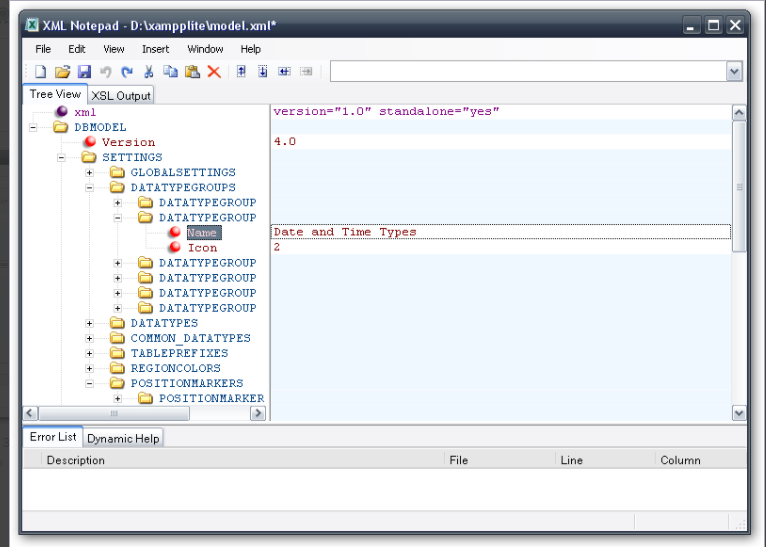 XML Notepad - D:\xampplite\model.xml*
File Edit View Insert Window Help
Tree View XSL Output
xml version="1.0" standalone="yes"
DBMODEL
Version 4.0
SETTINGS
GLOBALSETTINGS
DATATYPEGROUPS
DATATYPEGROUP
DATATYPEGROUP
Name Date and Time Types
Icon 2
DATATYPEGROUP
DATATYPEGROUP
DATATYPEGROUP
DATATYPEGROUP
DATATYPES
COMMON_DATATYPES
TABLEPREFIXES
REGIONCOLORS
POSITIONMARKERS
POSITIONMARKER
Error List Dynamic Help
Description File Line Column